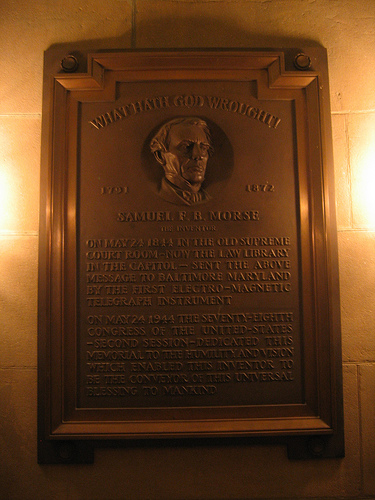 WHAT HATH GOD WROUGHT!
1791 1872
SAMUEL F. B. MORSE
THE INVENTOR
ON MAY 24 1844 IN THE OLD SUPREME
COURT ROOM—NOW THE LAW LIBRARY
IN THE CAPITOL — SENT THE ABOVE
MESSAGE TO BALTIMORE MARYLAND
BY THE FIRST ELECTRO-MAGNETIC
TELEGRAPH INSTRUMENT
ON MAY 24 1944 THE SEVENTY-EIGHTH
CONGRESS OF THE UNITED-STATES
—SECOND SESSION—DEDICATED THIS
MEMORIAL TO THE HUMILITY AND VISION
WHICH ENABLED THIS INVENTOR TO
BE THE CONVEYOR OF THIS UNIVERSAL
BLESSING TO MANKIND